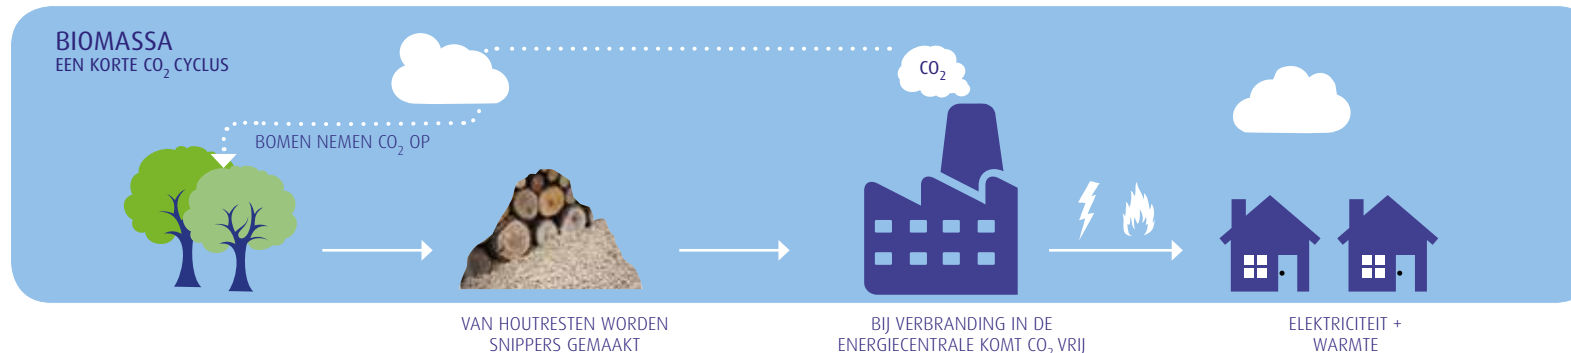 BIOMASSA
EEN KORTE CO₂ CYCLUS
CO₂
BOMEN NEMEN CO₂ OP
VAN HOUTRESTEN WORDEN
SNIPPERS GEMAAKT
BIJ VERBRANDING IN DE
ENERGIECENTRALE KOMT CO₂ VRIJ
ELEKTRICITEIT +
WARMTE